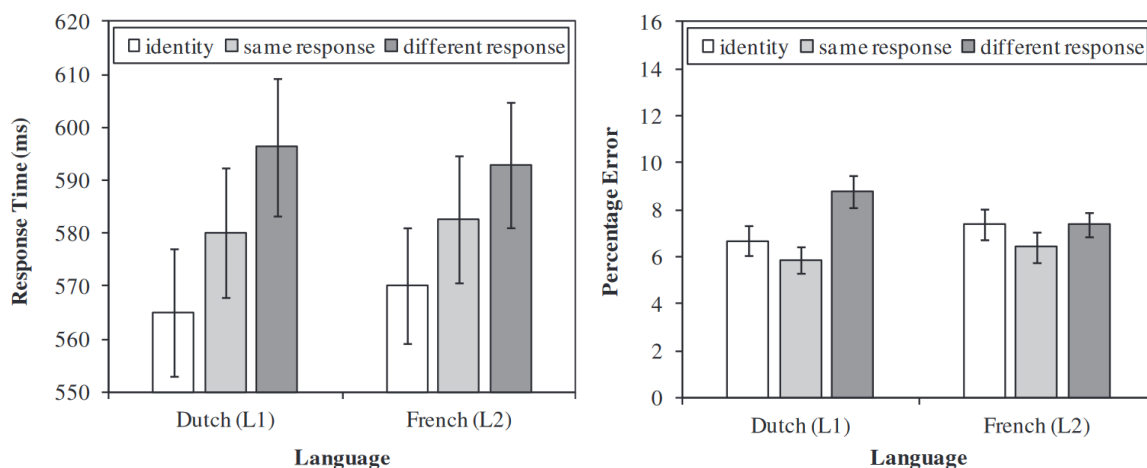 Response Time (ms)
620
610
600
590
580
570
560
550
identity same response different response
Dutch (L1) French (L2)
Language
Percentage Error
16
14
12
10
8
6
4
2
0
identity same response different response
Dutch (L1) French (L2)
Language